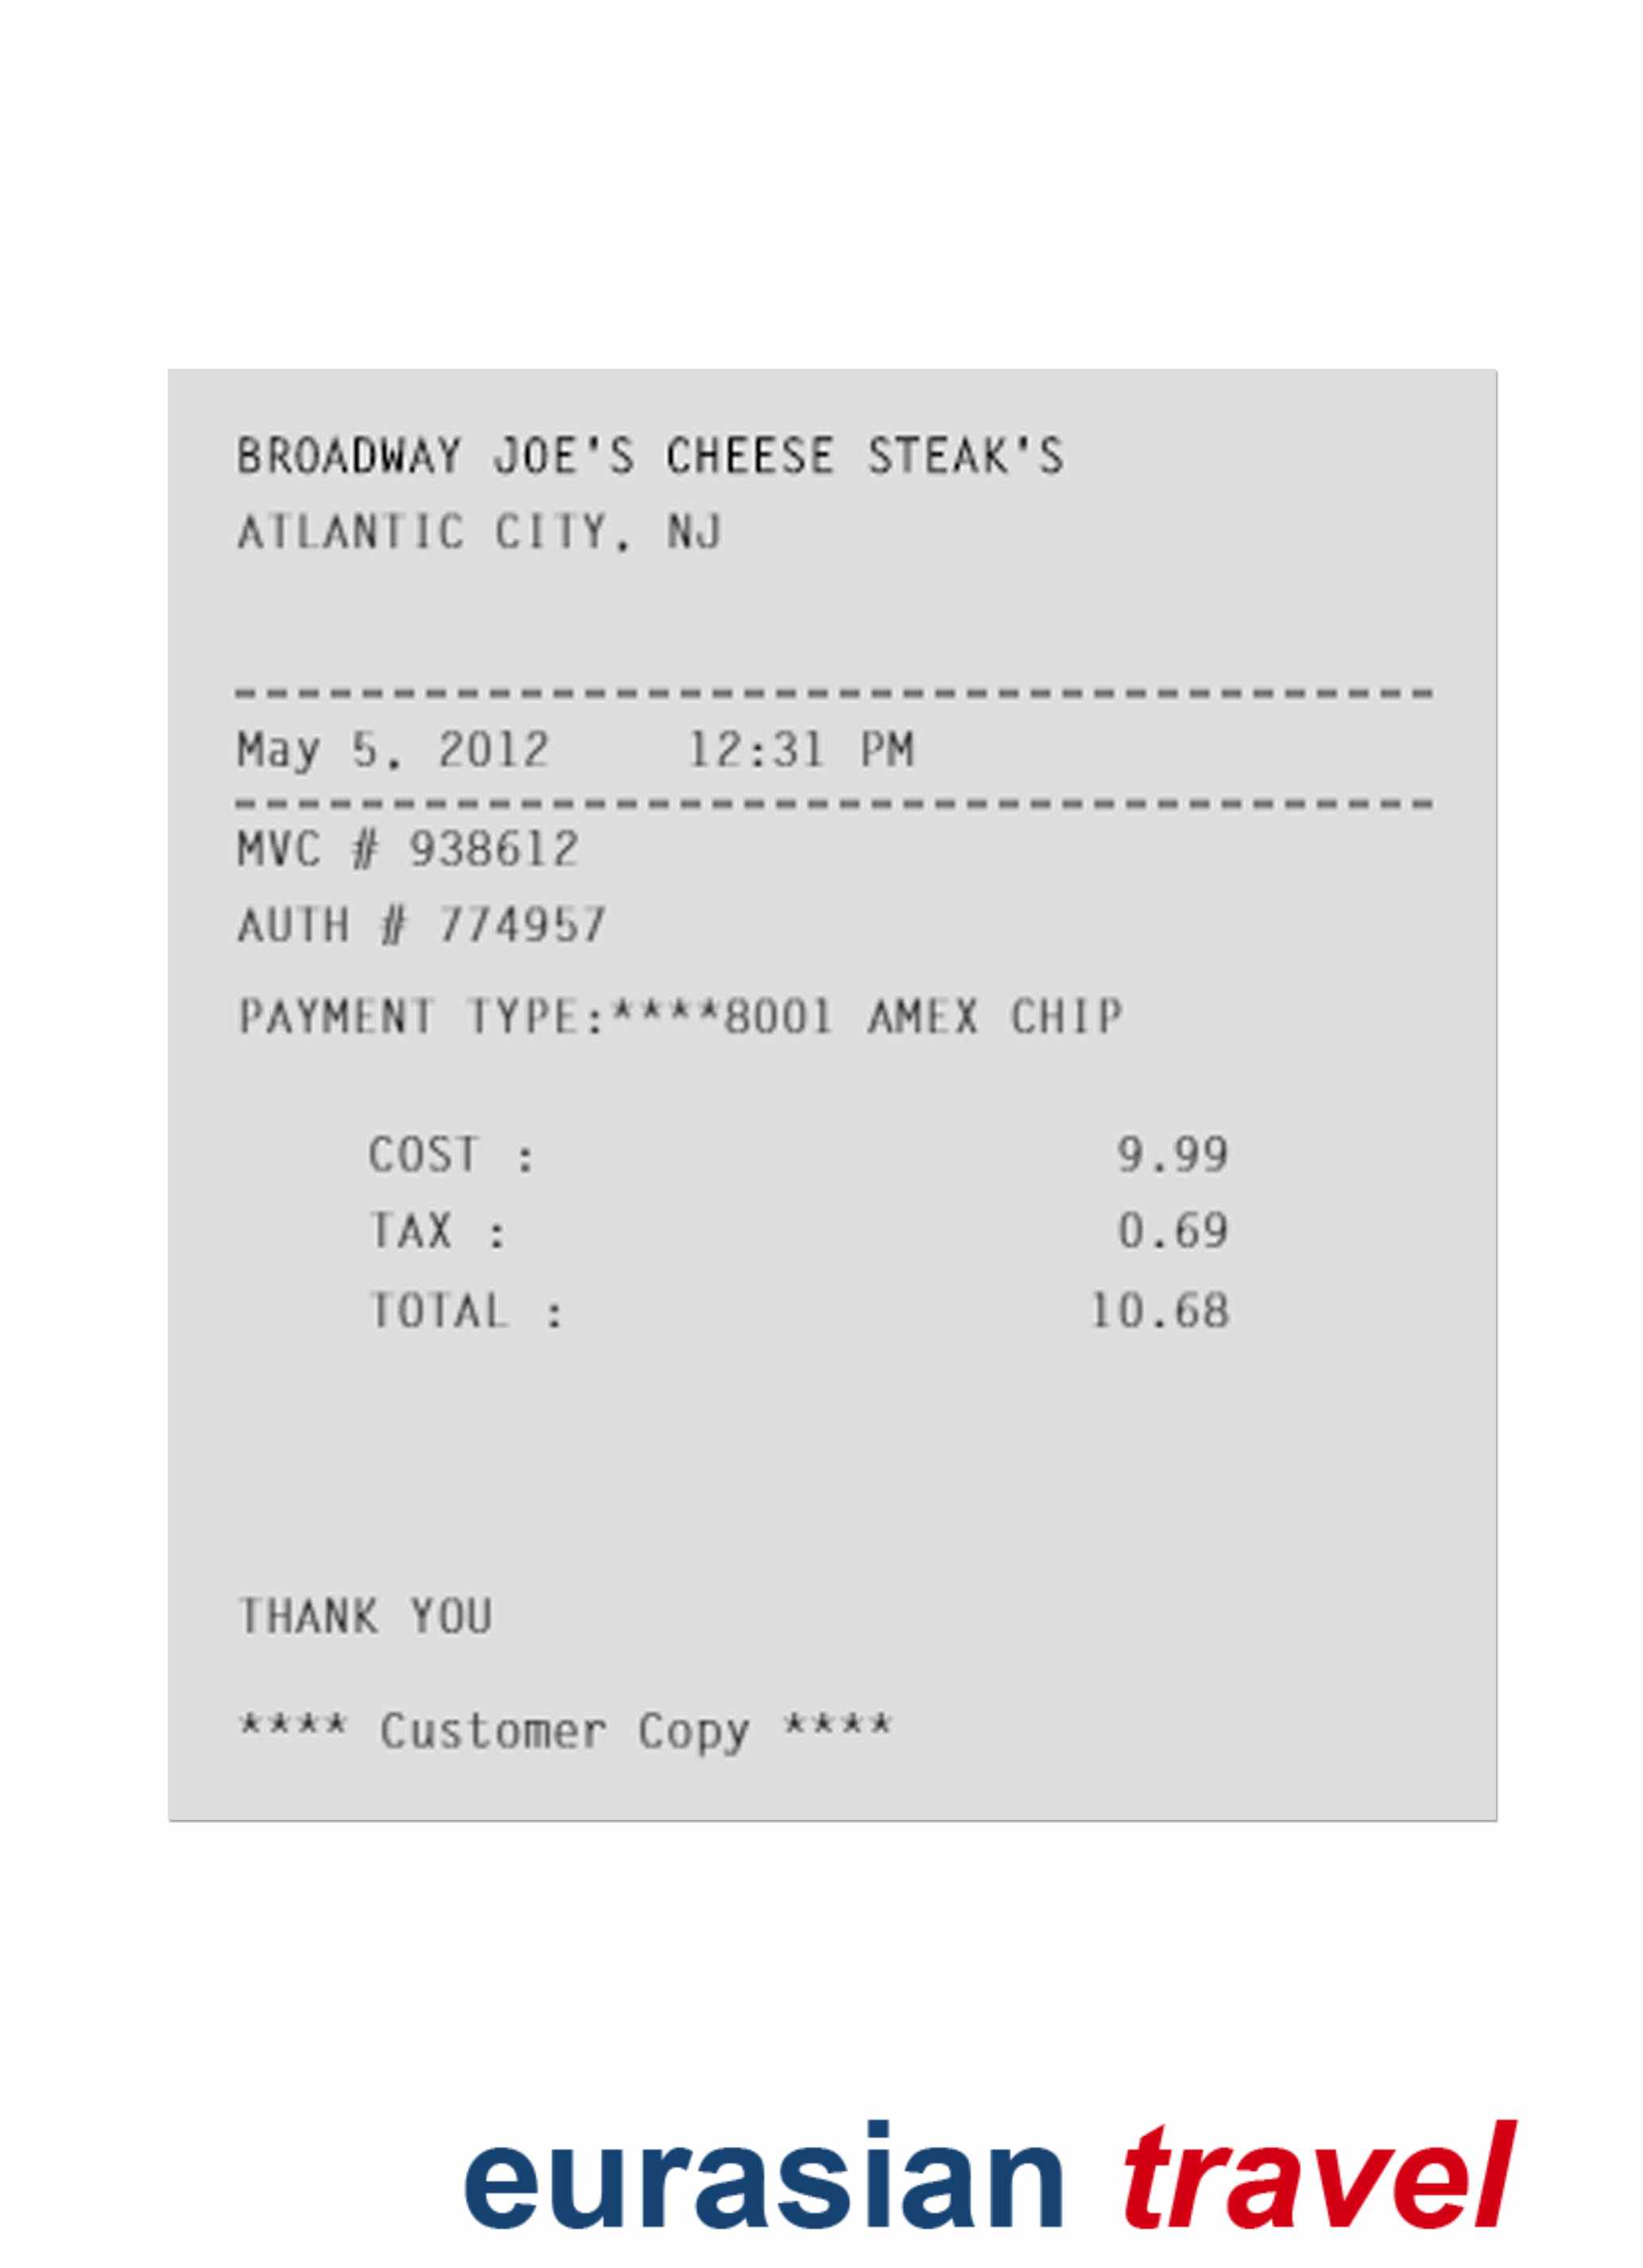 BROADWAY JOE'S CHEESE STEAK'S
ATLANTIC CITY, NJ
--------------------------------------
May 5, 2012 12:31 PM
--------------------------------------
MVC # 938612
AUTH # 774957
PAYMENT TYPE:****8001 AMEX CHIP
COST : 9.99
TAX : 0.69
TOTAL : 10.68
THANK YOU
**** Customer Copy ****
eurasian travel